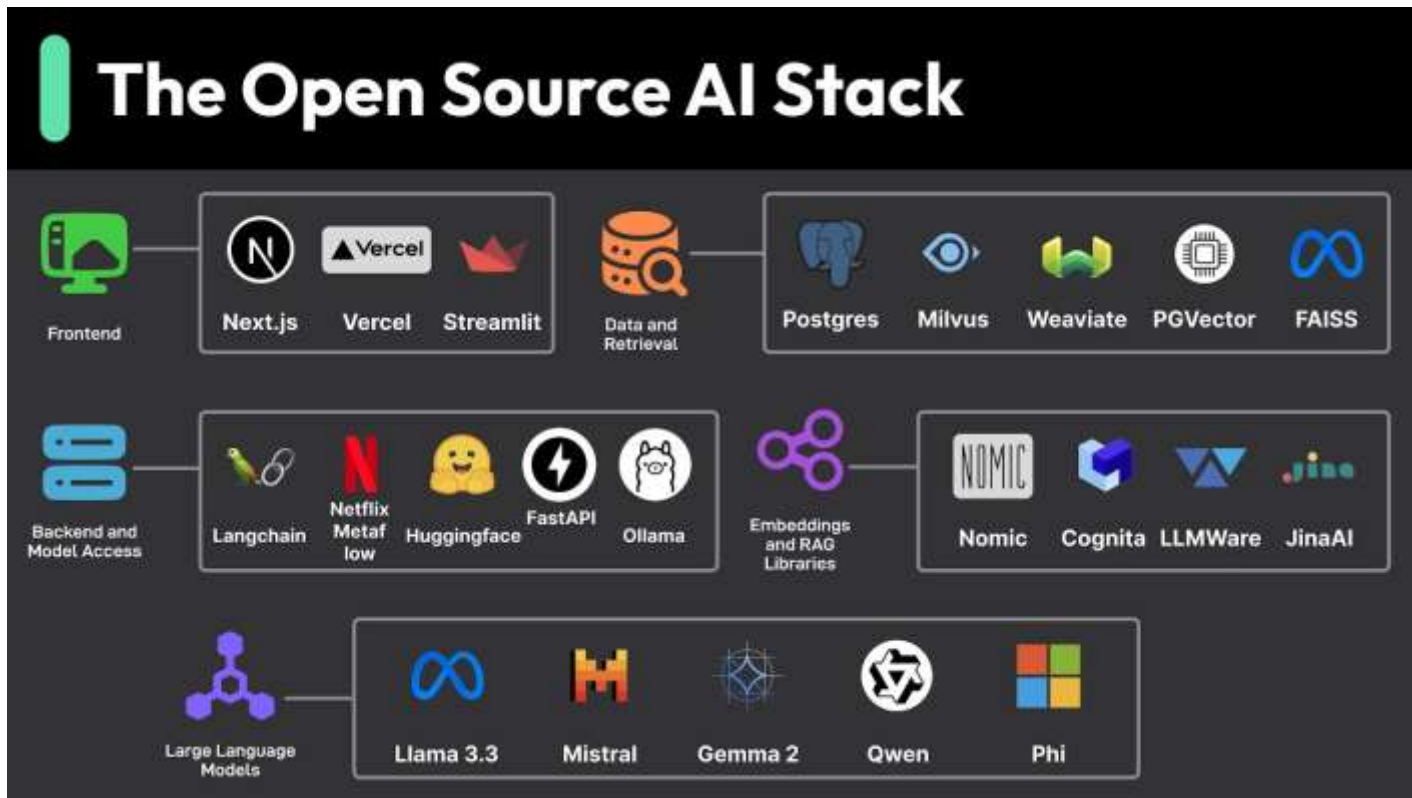 The Open Source AI Stack
Frontend
Vercel
Next.js
Vercel
Streamlit
Data and
Retrieval
Postgres
Milvus
Weaviate
PGVector
FAISS
Backend and
Model Access
Langchain
Netflix
Metaf
low
Huggingface
FastAPI
Ollama
Embeddings
and RAG
Libraries
NOMIC
Nomic
Cognita
LLMWare
Jina
JinaAI
Large Language
Models
Llama 3.3
Mistral
Gemma 2
Qwen
Phi